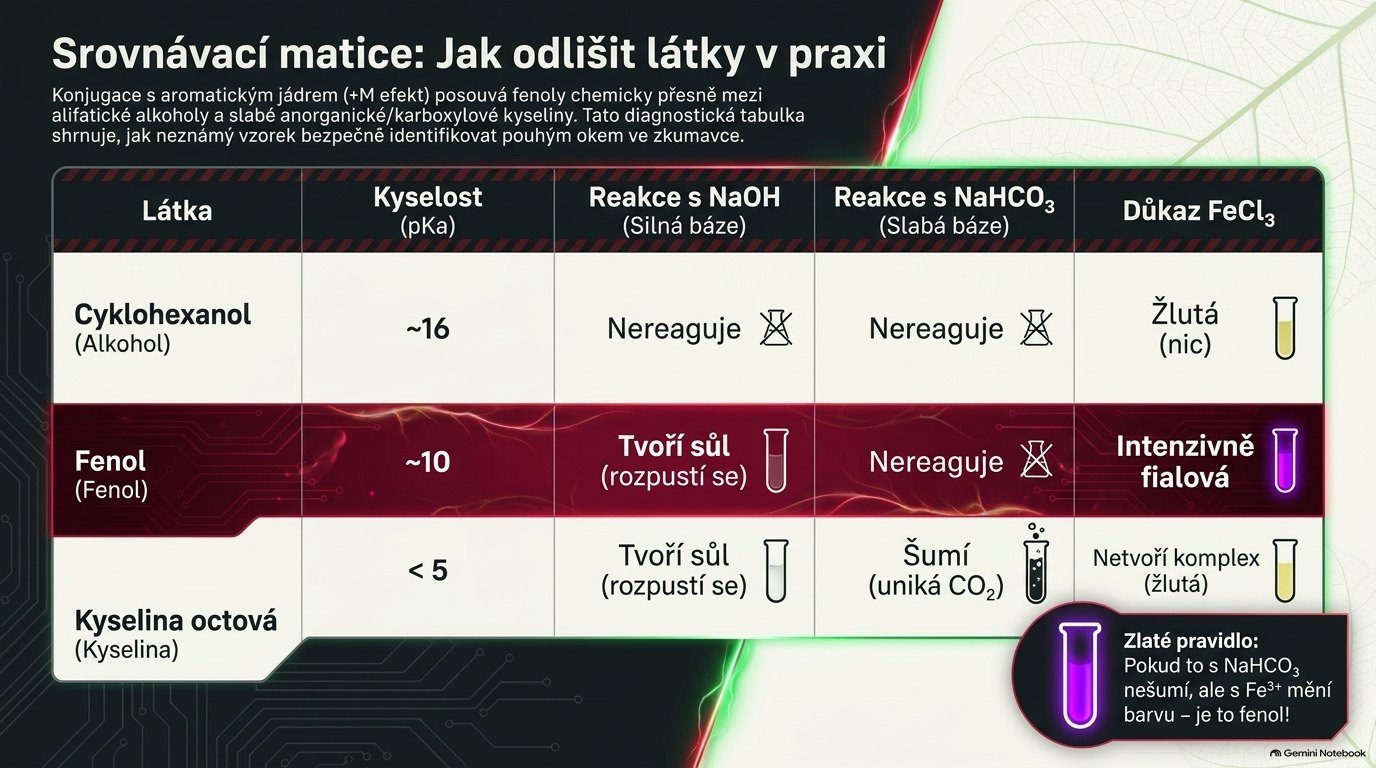 Srovnávací matice: Jak odlišit látky v praxi
Konjugace s aromatickým jádrem (+M efekt) posouvá fenoly chemicky přesně mezi
alifatické alkoholy a slabé anorganické/karboxylové kyseliny. Tato diagnostická tabulka
shrnuje, jak neznámý vzorek bezpečně identifikovat pouhým okem ve zkumavce.
Látka
Kyselost
(pKa)
Reakce s NaOH
(Silná báze)
Reakce s NaHCO₃
(Slabá báze)
Důkaz FeCl₃
Cyklohexanol
(Alkohol)
~16
Nereaguje
Nereaguje
Žlutá
(nic)
Fenol
(Fenol)
~10
Tvoří sůl
(rozpustí se)
Nereaguje
Intenzivně
fialová
Kyselina octová
(Kyselina)
< 5
Tvoří sůl
(rozpustí se)
Šumí
(uniká CO₂)
Netvoří komplex
(žlutá)
Zlaté pravidlo:
Pokud to s NaHCO₃
nešumí, ale s Fe³⁺ mění
barvu – je to fenol!
Gemini Notebook